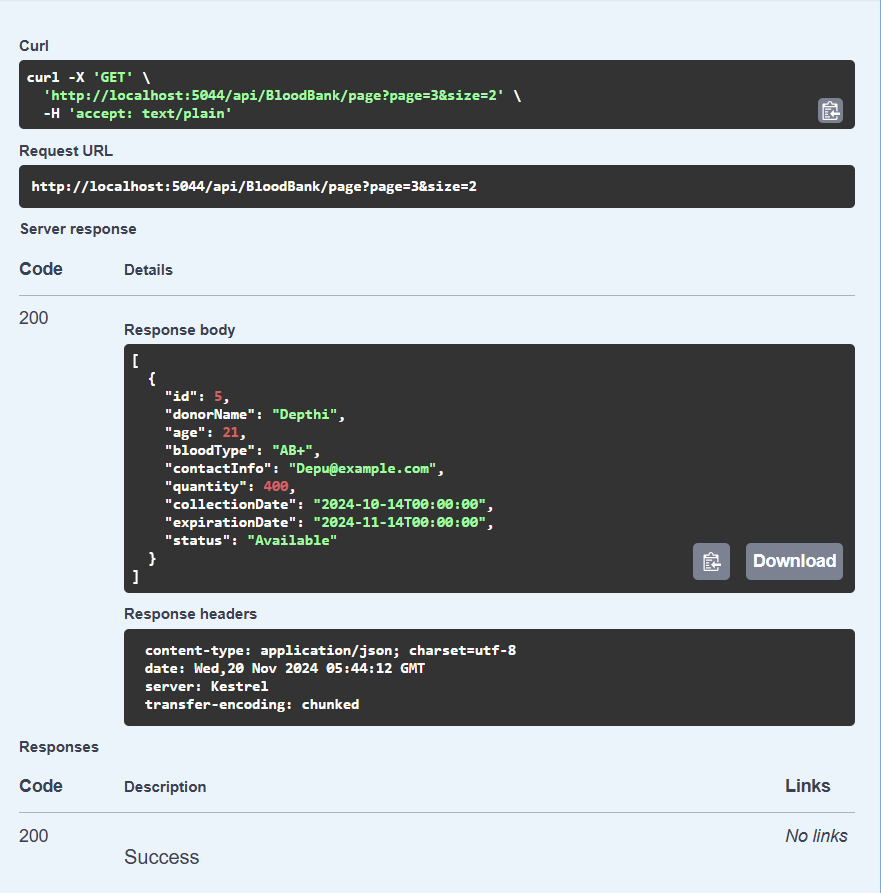 Curl
curl -X 'GET' \
'http://localhost:5044/api/BloodBank/page?page=3&size=2' \
-H 'accept: text/plain'
Request URL
http://localhost:5044/api/BloodBank/page?page=3&size=2
Server response
Code Details
200
Response body
[
{
"id": 5,
"donorName": "Depthi",
"age": 21,
"bloodType": "AB+",
"contactInfo": "Depu@example.com",
"quantity": 400,
"collectionDate": "2024-10-14T00:00:00",
"expirationDate": "2024-11-14T00:00:00",
"status": "Available"
}
]
Download
Response headers
content-type: application/json; charset=utf-8
date: Wed,20 Nov 2024 05:44:12 GMT
server: Kestrel
transfer-encoding: chunked
Responses
Code Description Links
200 No links
Success